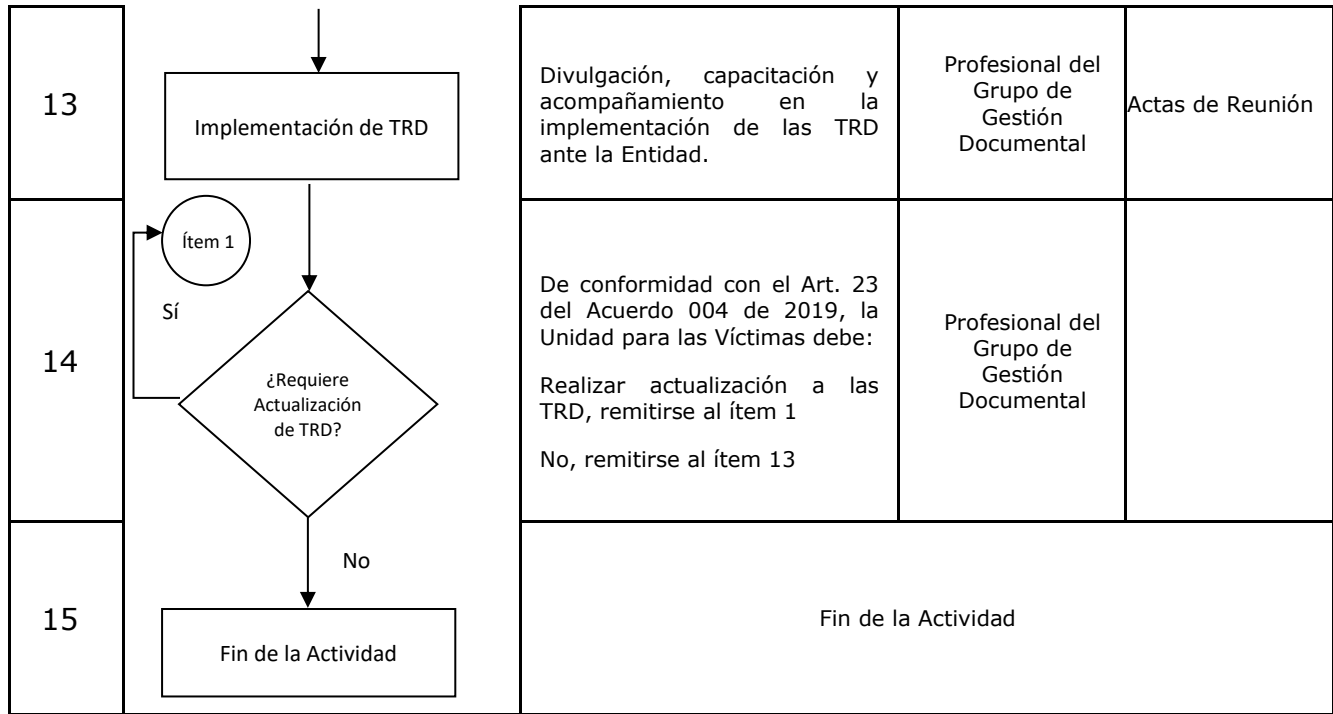 13
Implementación de TRD
Divulgación, capacitación y
acompañamiento en la
implementación de las TRD
ante la Entidad.
Profesional del
Grupo de
Gestión
Documental
Actas de Reunión
14
Ítem 1
Sí
¿Requiere
Actualización
de TRD?
No
De conformidad con el Art. 23
del Acuerdo 004 de 2019, la
Unidad para las Víctimas debe:
Realizar actualización a las
TRD, remitirse al ítem 1
No, remitirse al ítem 13
Profesional del
Grupo de
Gestión
Documental
15
Fin de la Actividad
Fin de la Actividad